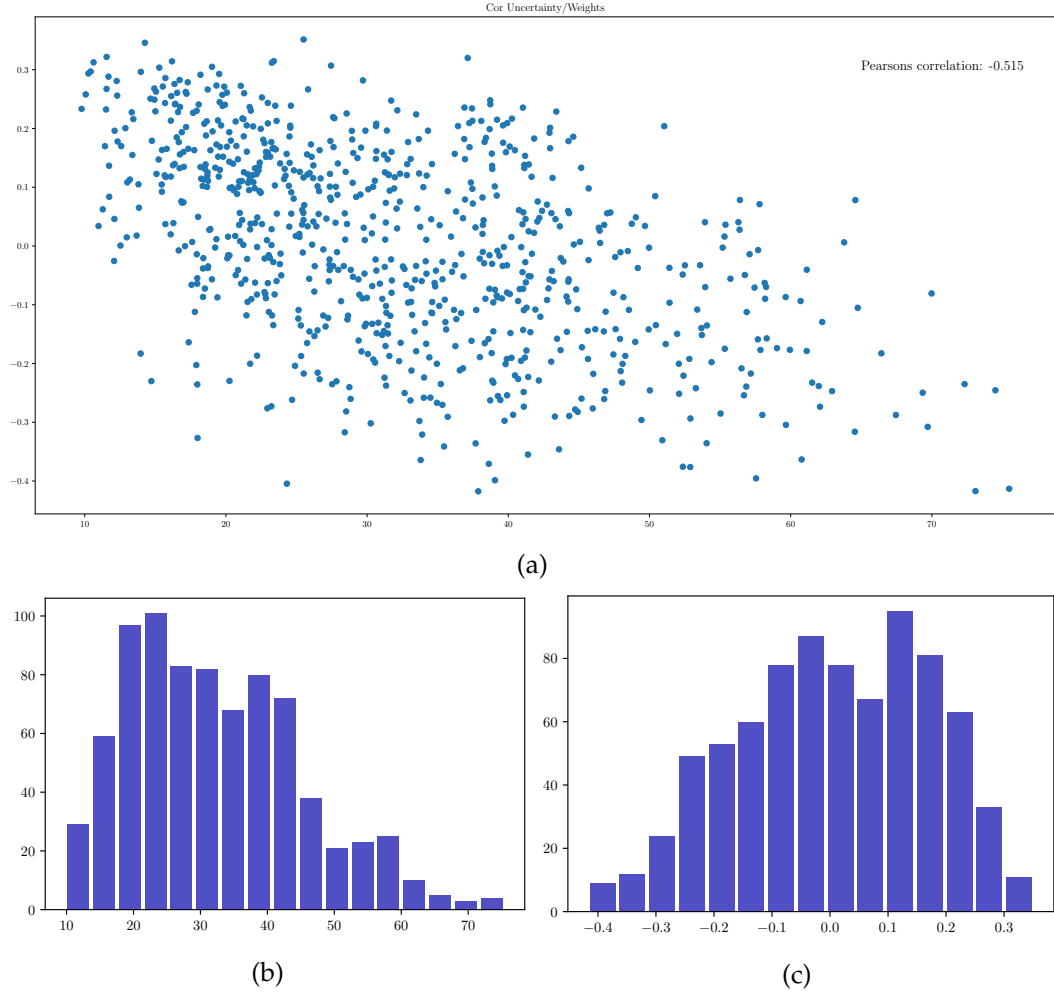 Cor Uncertainty/Weights
Pearsons correlation: -0.515
0.3
0.2
0.1
0.0
−0.1
−0.2
−0.3
−0.4
10 20 30 40 50 60 70
(a)
100
80
60
40
20
0
10 20 30 40 50 60 70
(b)
80
60
40
20
0
−0.4 −0.3 −0.2 −0.1 0.0 0.1 0.2 0.3
(c)